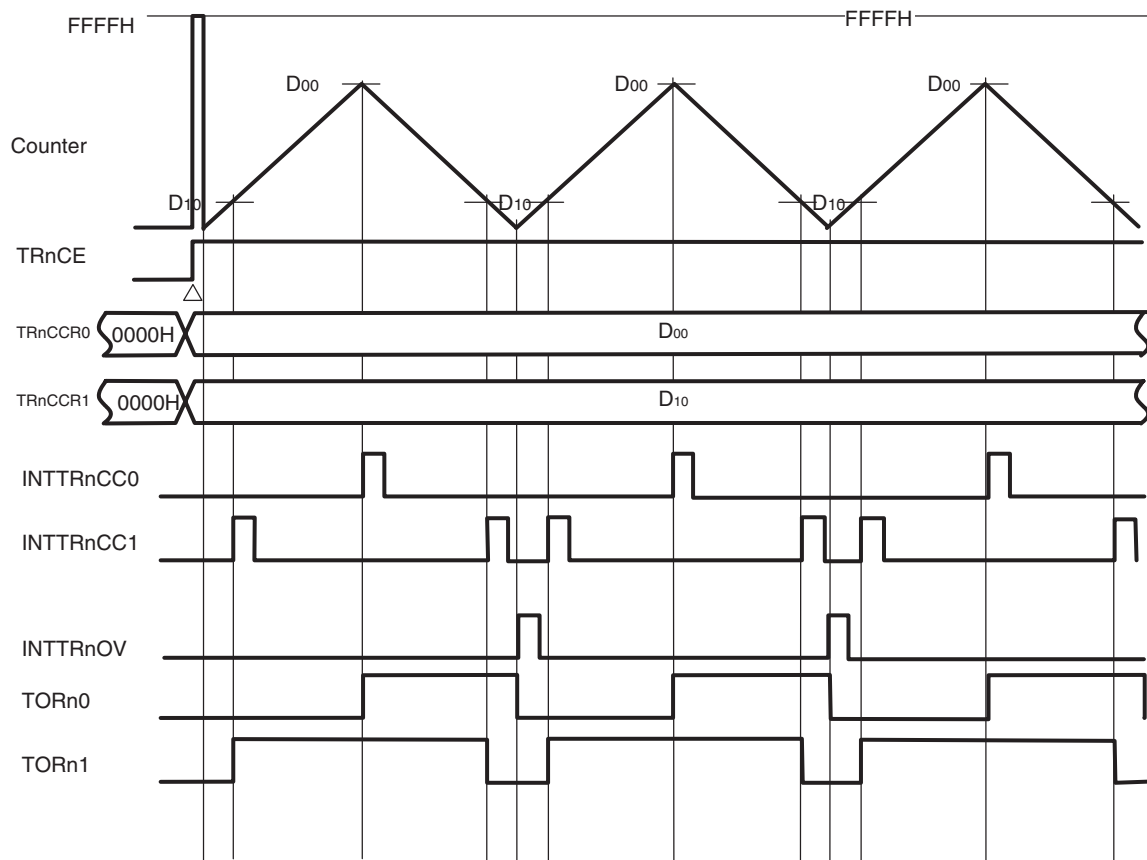 FFFFH
FFFFH
D00 D00 D00
Counter
D10 D10 D10
TRnCE
TRnCCR0 0000H D00
TRnCCR1 0000H D10
INTTRnCC0
INTTRnCC1
INTTRnOV
TORn0
TORn1